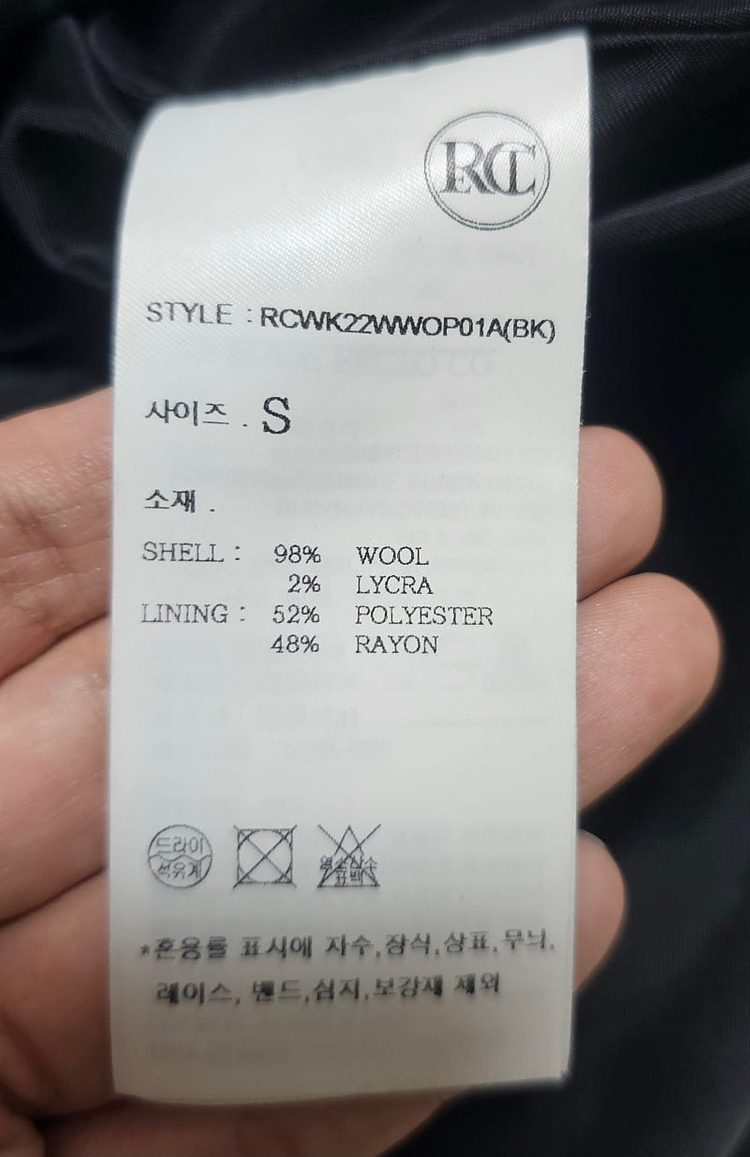 RCT
STYLE : RCWK22WWOP01A(BK)
사이즈 . S
소재 .
SHELL : 98% WOOL
2% LYCRA
LINING : 52% POLYESTER
48% RAYON
드라이
석유계
염소산소
표백
*혼용률 표시에 자수,장식,상표,무늬,
레이스, 밴드,심지,보강재 제외